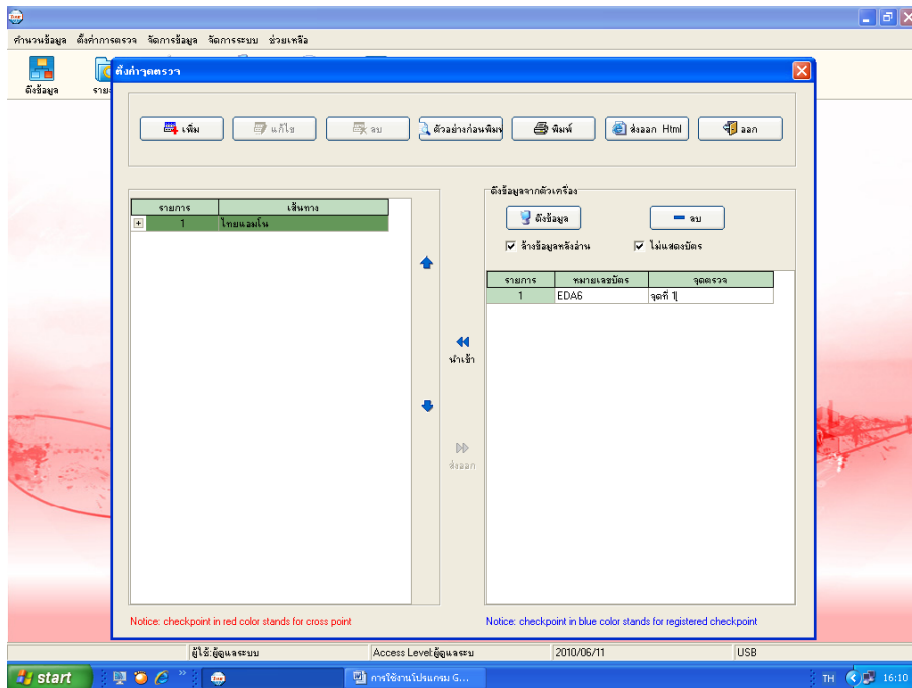 คำนวนข้อมูล ตั้งค่าการตรวจ จัดการข้อมูล จัดการระบบ ช่วยเหลือ
ดึงข้อมูล
ราย
ตั้งค่าจุดตรวจ
เพิ่ม แก้ไข ลบ ตัวอย่างก่อนพิมพ์ พิมพ์ ส่งออก Html ออก
รายการ เส้นทาง
1 ไทยแอมโน
ดึงข้อมูลจากตัวเครื่อง
ดึงข้อมูล ลบ
ล้างข้อมูลหลังอ่าน ไม่แสดงบัตร
รายการ หมายเลขบัตร จุดตรวจ
1 EDA6 จุดที่ 1
นำเข้า
ส่งออก
Notice: checkpoint in red color stands for cross point
Notice: checkpoint in blue color stands for registered checkpoint
ผู้ใช้:ผู้ดูแลระบบ Access Level:ผู้ดูแลระบ 2010/06/11 USB
start การใช้งานโปรแกรม G... TH 16:10